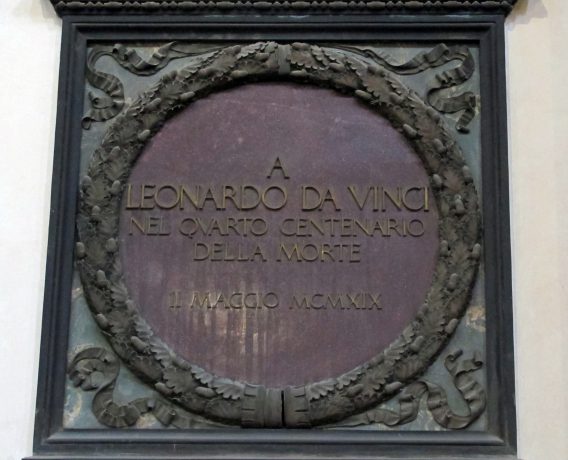 A
LEONARDO DA VINCI
NEL QVARTO CENTENARIO
DELLA MORTE
II MAGGIO MCMXIX